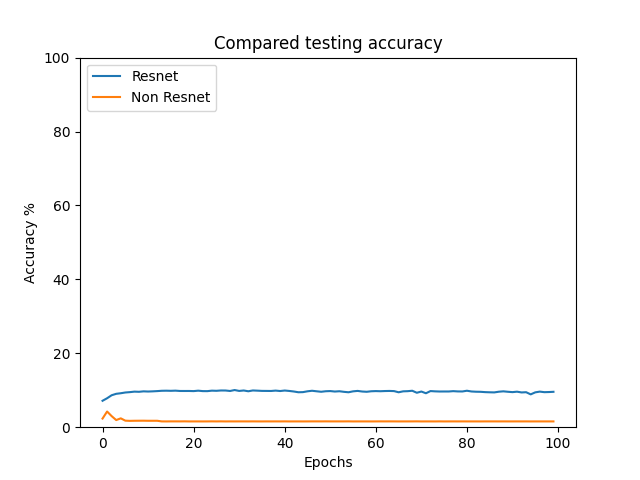 Compared testing accuracy
Resnet
Non Resnet
Accuracy %
100
80
60
40
20
0
0 20 40 60 80 100
Epochs